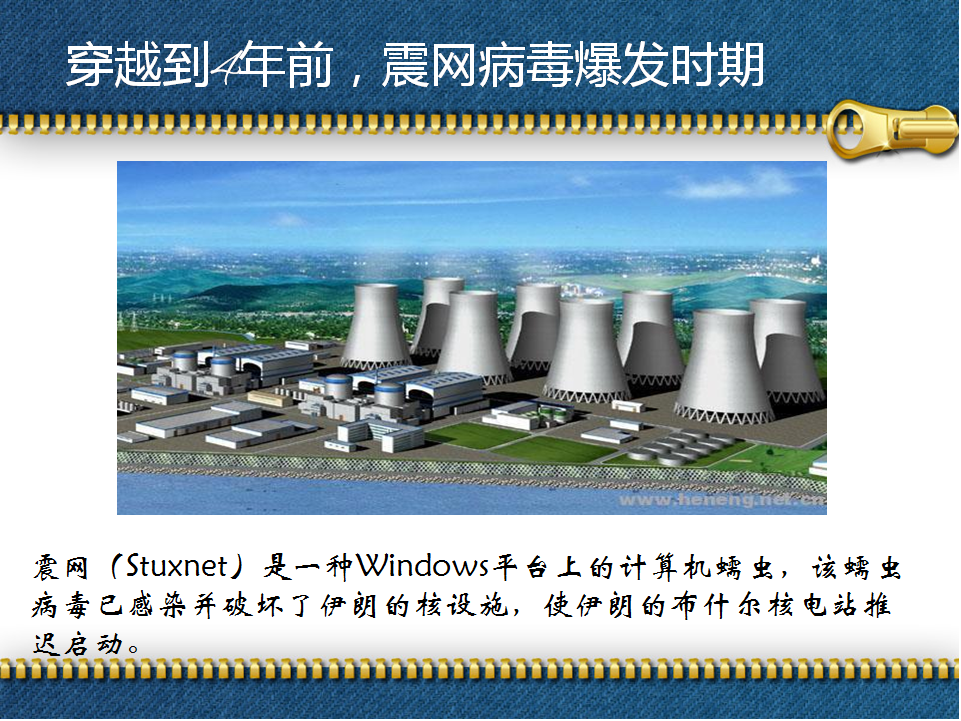 穿越到4年前，震网病毒爆发时期
www.heneng.net.cn
震网（Stuxnet）是一种Windows平台上的计算机蠕虫，该蠕虫
病毒已感染并破坏了伊朗的核设施，使伊朗的布什尔核电站推
迟启动。